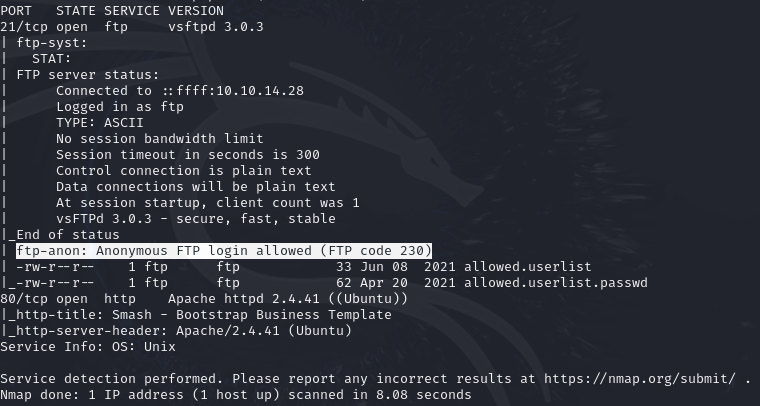 PORT   STATE SERVICE VERSION
21/tcp open  ftp     vsftpd 3.0.3
| ftp-syst:
|   STAT:
| FTP server status:
|      Connected to ::ffff:10.10.14.28
|      Logged in as ftp
|      TYPE: ASCII
|      No session bandwidth limit
|      Session timeout in seconds is 300
|      Control connection is plain text
|      Data connections will be plain text
|      At session startup, client count was 1
|      vsFTPd 3.0.3 - secure, fast, stable
|_End of status
| ftp-anon: Anonymous FTP login allowed (FTP code 230)
| -rw-r--r--    1 ftp      ftp            33 Jun 08  2021 allowed.userlist
|_-rw-r--r--    1 ftp      ftp            62 Apr 20  2021 allowed.userlist.passwd
80/tcp open  http    Apache httpd 2.4.41 ((Ubuntu))
|_http-title: Smash - Bootstrap Business Template
|_http-server-header: Apache/2.4.41 (Ubuntu)
Service Info: OS: Unix

Service detection performed. Please report any incorrect results at https://nmap.org/submit/ .
Nmap done: 1 IP address (1 host up) scanned in 8.08 seconds